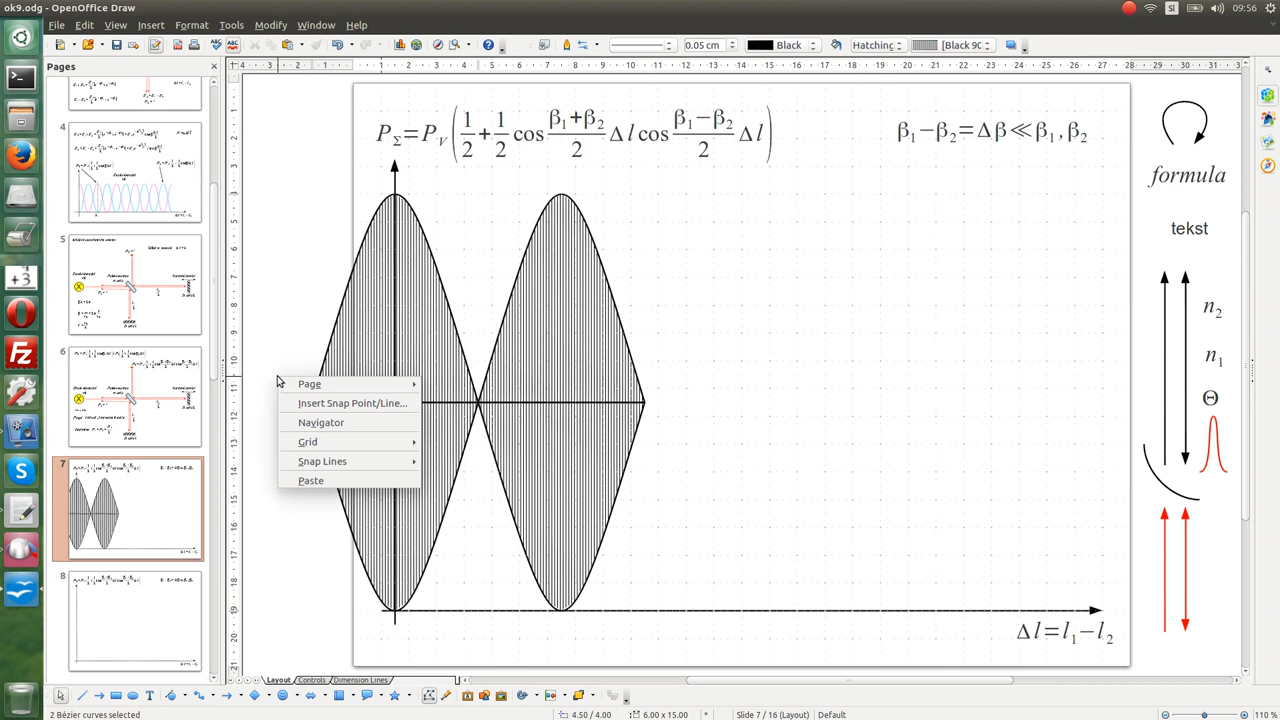 ok9.odg - OpenOffice Draw
Sl
09:56
File Edit View Insert Format Tools Modify Window Help
0.05 cm
Black
Hatching
[Black 90
Pages
4
5
6
7
8
P_Σ=P_V(1/2+1/2 cos (β₁+β₂)/2 Δ l cos (β₁−β₂)/2 Δ l)
β₁−β₂=Δβ≪β₁,β₂
formula
tekst
n₂
n₁
Θ
Page
Insert Snap Point/Line...
Navigator
Grid
Snap Lines
Paste
Δ l=l₁−l₂
Layout Controls Dimension Lines
2 Bézier curves selected
4.50 / 4.00
6.00 x 15.00
*
Slide 7 / 16 (Layout)
Default
110 %